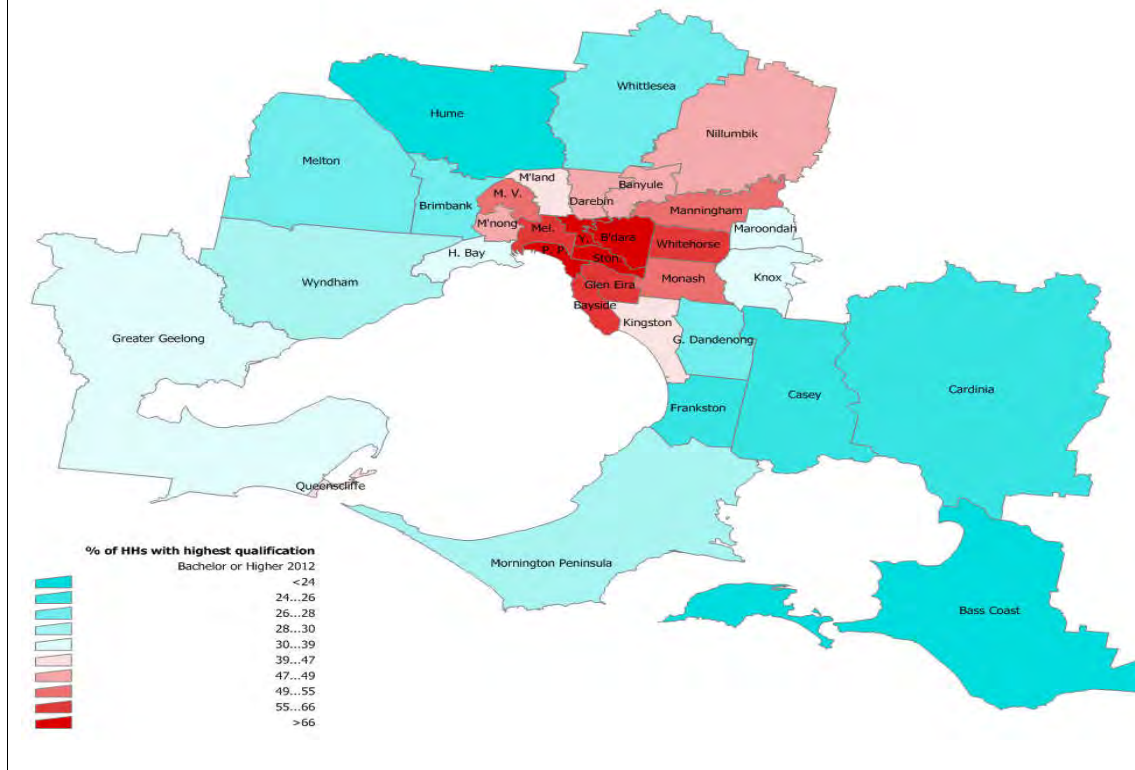 Whittlesea
Hume
Nillumbik
Melton
M'land
Banyule
M. V.
Darebin
Brimbank
Manningham
M'nong
Mel.
Y.
B'dara
Maroondah
Whitehorse
H. Bay
P. P.
Ston.
Knox
Monash
Wyndham
Glen Eira
Bayside
Kingston
Greater Geelong
G. Dandenong
Cardinia
Casey
Frankston
Queenscliffe
Mornington Peninsula
Bass Coast
% of HHs with highest qualification
Bachelor or Higher 2012
<24
24...26
26...28
28...30
30...39
39...47
47...49
49...55
55...66
>66